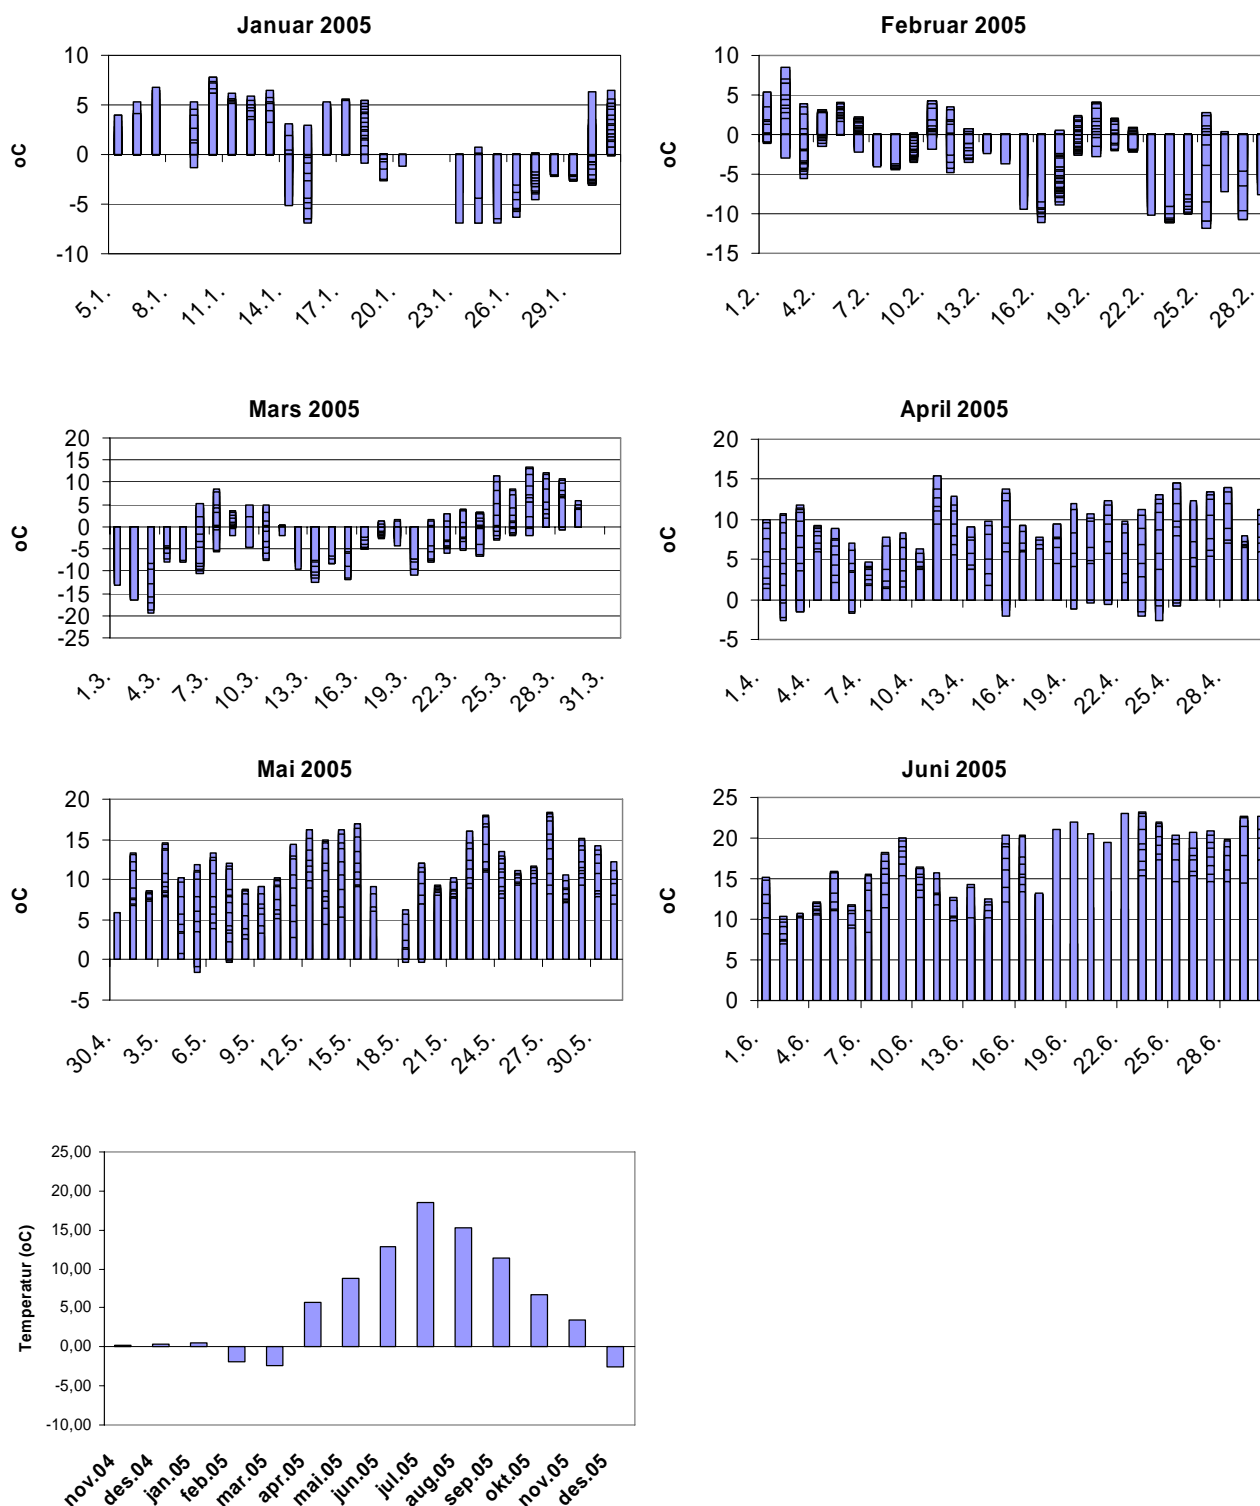 Januar 2005
10
5
0
-5
-10
oC
5.1. 8.1. 11.1. 14.1. 17.1. 20.1. 23.1. 26.1. 29.1.
Februar 2005
10
5
0
-5
-10
-15
oC
1.2. 4.2. 7.2. 10.2. 13.2. 16.2. 19.2. 22.2. 25.2. 28.2.
Mars 2005
20
15
10
5
0
-5
-10
-15
-20
-25
oC
1.3. 4.3. 7.3. 10.3. 13.3. 16.3. 19.3. 22.3. 25.3. 28.3. 31.3.
April 2005
20
15
10
5
0
-5
oC
1.4. 4.4. 7.4. 10.4. 13.4. 16.4. 19.4. 22.4. 25.4. 28.4.
Mai 2005
20
15
10
5
0
-5
oC
30.4. 3.5. 6.5. 9.5. 12.5. 15.5. 18.5. 21.5. 24.5. 27.5. 30.5.
Juni 2005
25
20
15
10
5
0
oC
1.6. 4.6. 7.6. 10.6. 13.6. 16.6. 19.6. 22.6. 25.6. 28.6.
25,00
20,00
15,00
10,00
5,00
0,00
-5,00
-10,00
Temperatur (oC)
nov.04 des.04 jan.05 feb.05 mar.05 apr.05 mai.05 jun.05 jul.05 aug.05 sep.05 okt.05 nov.05 des.05